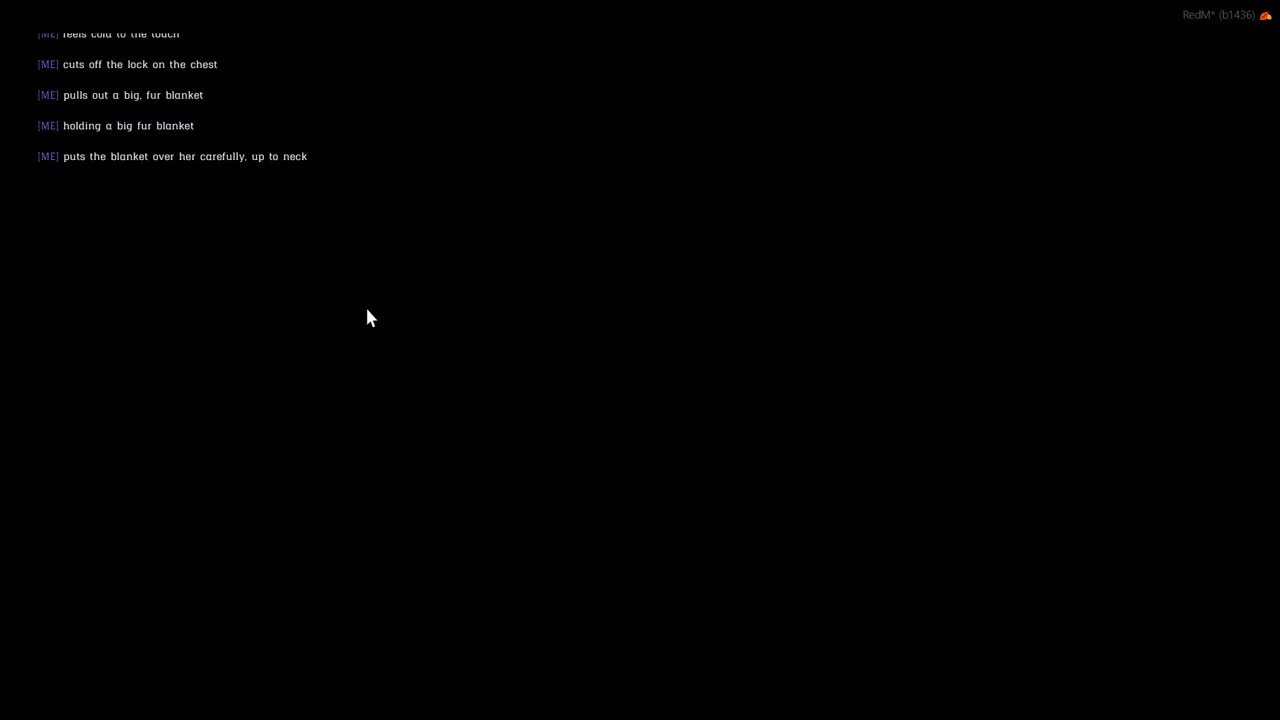 RedM* (b1436)
[ME] feels cold to the touch
[ME] cuts off the lock on the chest
[ME] pulls out a big, fur blanket
[ME] holding a big fur blanket
[ME] puts the blanket over her carefully, up to neck